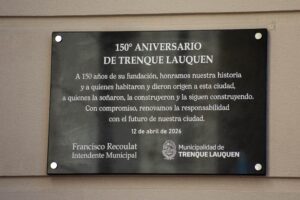 150° ANIVERSARIO
DE TRENQUE LAUQUEN
A 150 años de su fundación, honramos nuestra historia
y a quienes habitaron y dieron origen a esta ciudad,
a quienes la soñaron, la construyeron y la siguen construyendo.
Con compromiso, renovamos la responsabilidad
con el futuro de nuestra ciudad.
12 de abril de 2026
Francisco Recoulat
Intendente Municipal
Municipalidad de
TRENQUE LAUQUEN